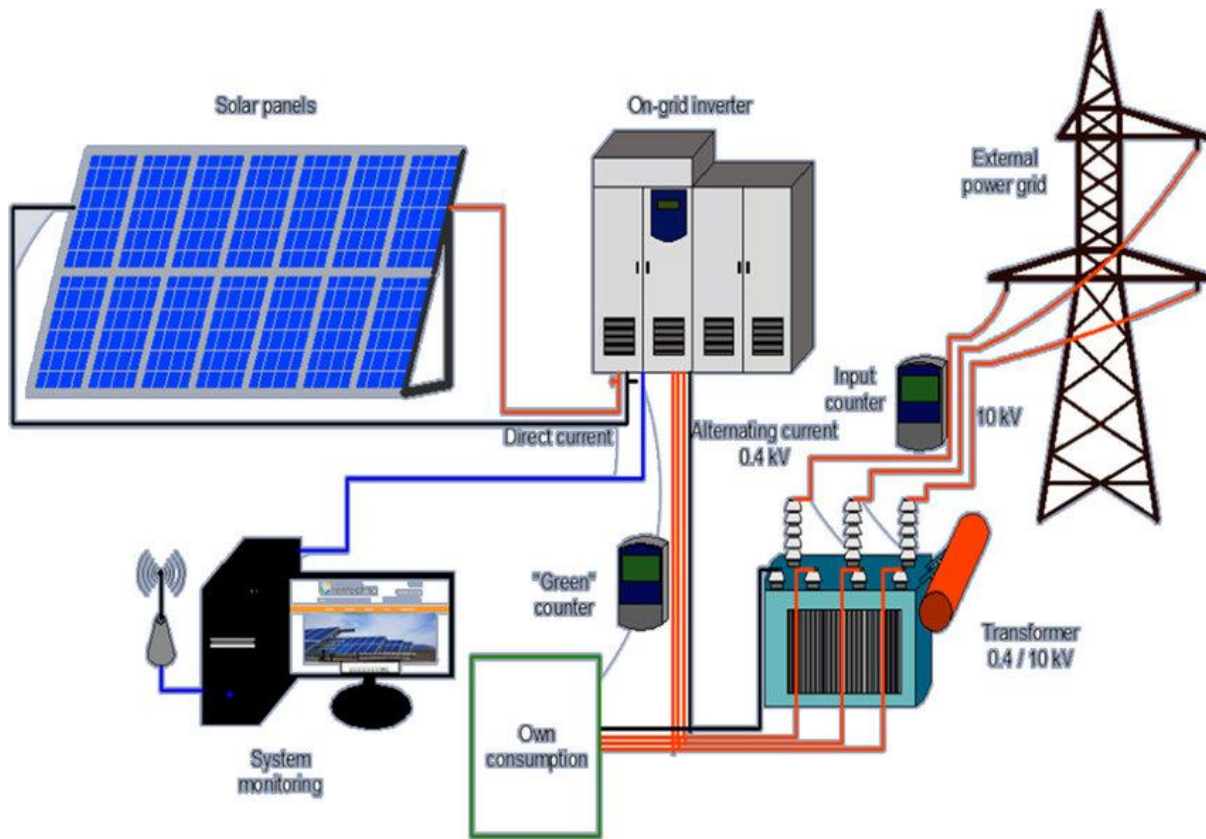 Solar panels
On-grid inverter
External
power grid
Input
counter
10 kV
Direct current
Alternating current
0.4 kV
"Green"
counter
Transformer
0.4 / 10 kV
Own
consumption
System
monitoring